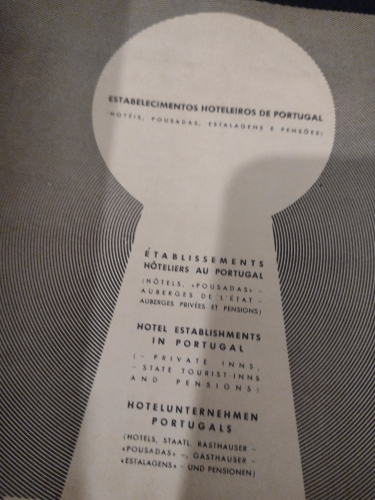 ESTABELECIMENTOS HOTELEIROS DE PORTUGAL
(HOTÉIS, POUSADAS, ESTALAGENS E PENSÕES)
ÉTABLISSEMENTS
HÔTELIERS AU PORTUGAL
(HÔTELS, «POUSADAS» –
AUBERGES DE L'ÉTAT –
AUBERGES PRIVÉES ET PENSIONS)
HOTEL ESTABLISHMENTS
IN PORTUGAL
(– PRIVATE INNS,
– STATE TOURIST-INNS
AND PENSIONS)
HOTELUNTERNEHMEN
PORTUGALS
(HOTELS, STAATL. RASTHAUSER –
«POUSADAS» –, GASTHAUSER –
«ESTALAGENS» – UND PENSIONEN)